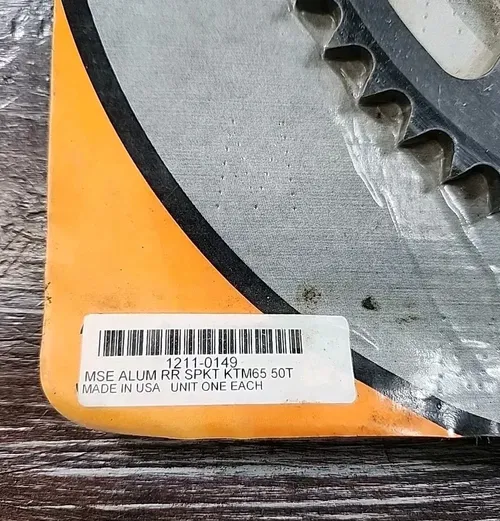 1211-0149
MSE ALUM RR SPKT KTM65 50T
MADE IN USA UNIT ONE EACH